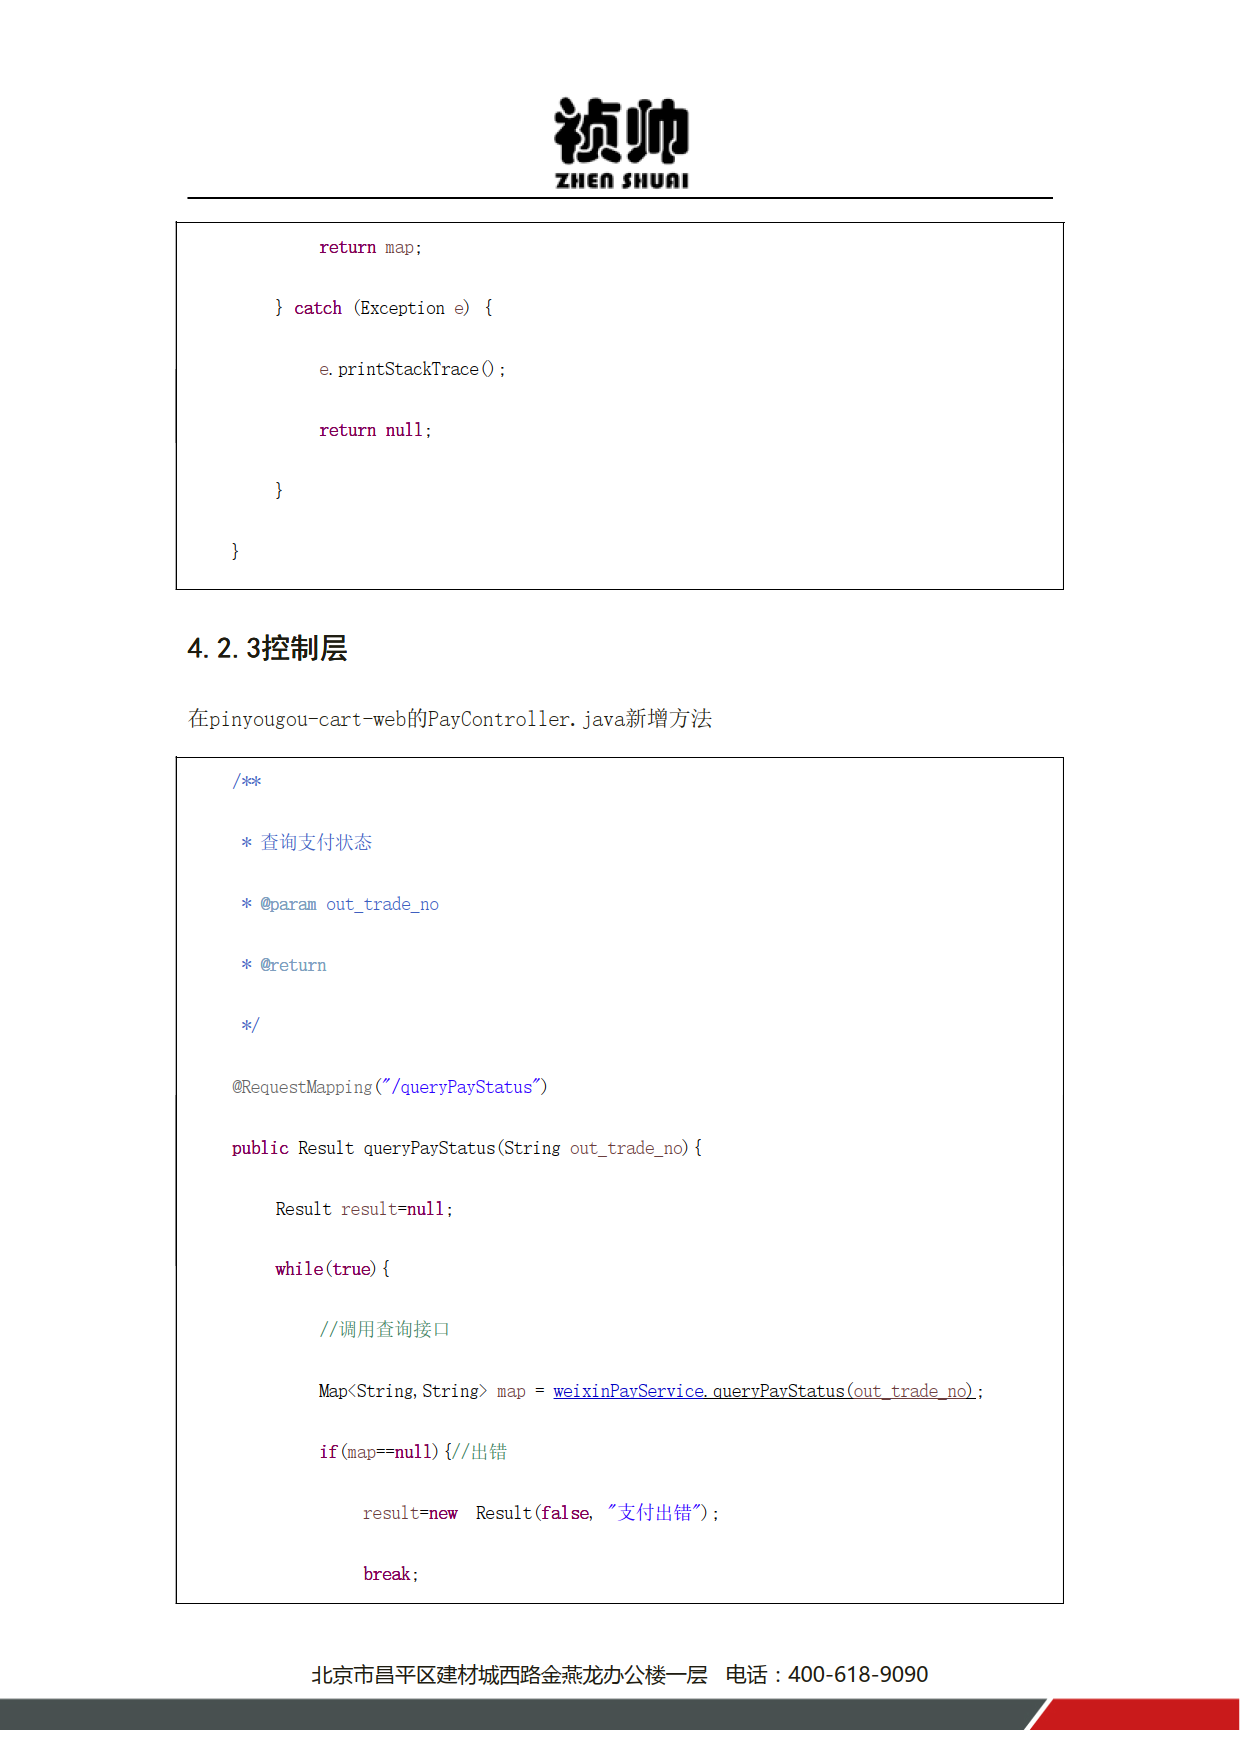 祯帅
ZHEN SHUAI
return map;
} catch (Exception e) {
e.printStackTrace();
return null;
}
}
4.2.3控制层
在pinyougou-cart-web的PayController.java新增方法
/**
* 查询支付状态
* @param out_trade_no
* @return
*/
@RequestMapping("/queryPayStatus")
public Result queryPayStatus(String out_trade_no){
Result result=null;
while(true){
//调用查询接口
Map<String,String> map = weixinPayService.queryPayStatus(out_trade_no);
if(map==null){//出错
result=new  Result(false, "支付出错");
break;
北京市昌平区建材城西路金燕龙办公楼一层 电话：400-618-9090